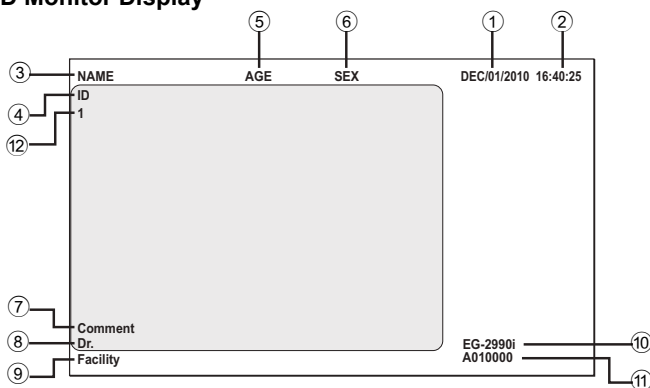 D Monitor Display
⑤ ⑥ ① ②
③ NAME AGE SEX DEC/01/2010 16:40:25
④ ID
⑫ 1
⑦ Comment
⑧ Dr. EG-2990i ⑩
⑨ Facility A010000 ⑪